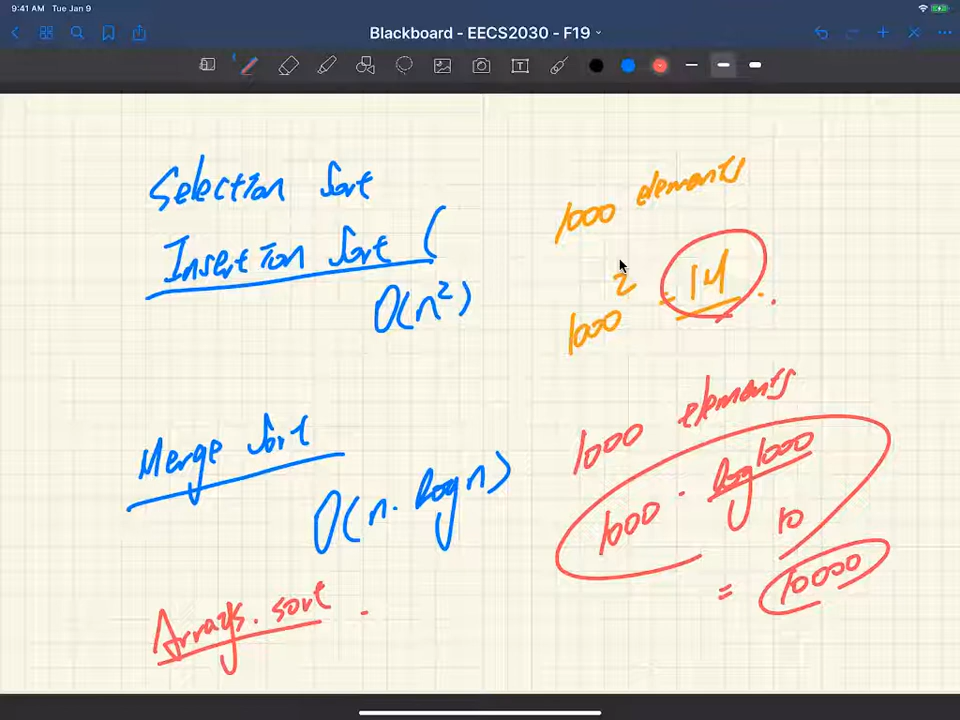 9:41 AM Tue Jan 9
Blackboard - EECS2030 - F19
Selection Sort
Insertion Sort (
O(n²)
Merge Sort
O(n. logn)
Arrays.sort .
1000 elements
1000² = 1M .
1000 elements
1000 . log1000
10
= 10000